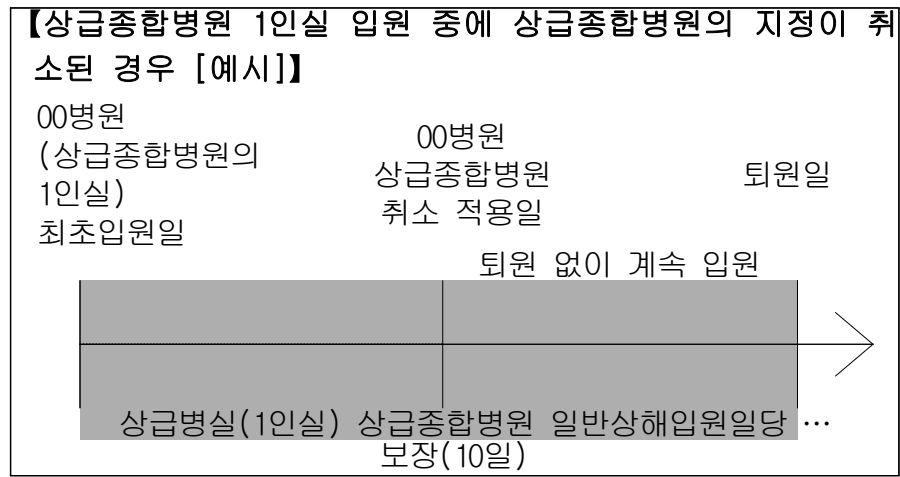 【상급종합병원 1인실 입원 중에 상급종합병원의 지정이 취
소된 경우 [예시]】
00병원
(상급종합병원의
1인실)
최초입원일
00병원
상급종합병원
취소 적용일
퇴원일
퇴원 없이 계속 입원
상급병실(1인실) 상급종합병원 일반상해입원일당 …
보장(10일)